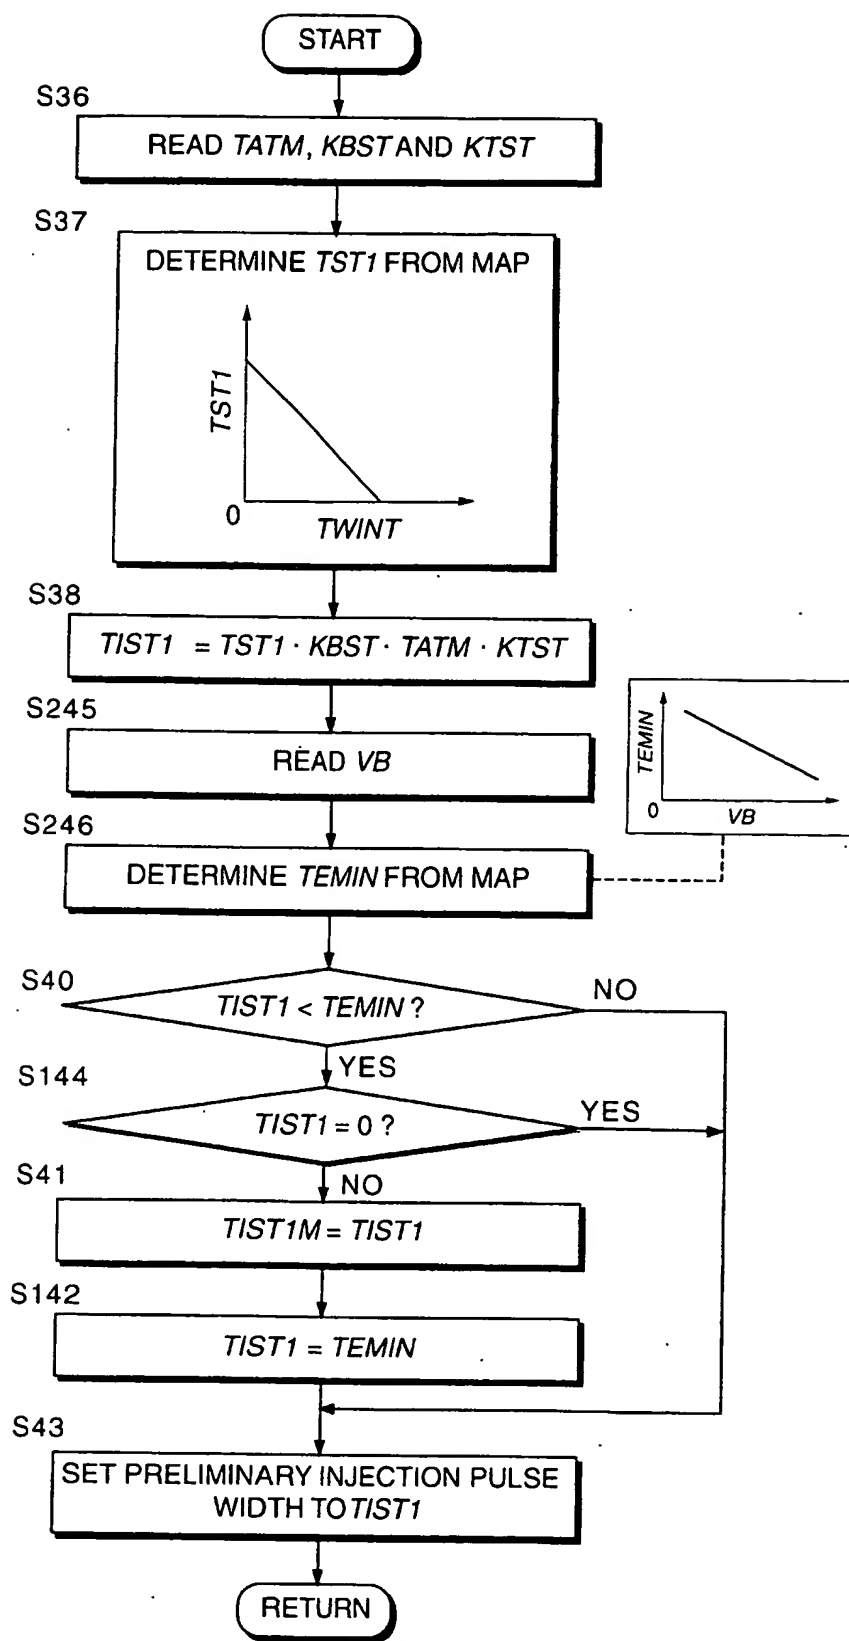 START
S36
READ TATM, KBST AND KTST
S37
DETERMINE TST1 FROM MAP
TST1
0
TWINT
S38
TIST1 = TST1 · KBST · TATM · KTST
S245
READ VB
TEMIN
0
VB
S246
DETERMINE TEMIN FROM MAP
S40
TIST1 < TEMIN ?
NO
YES
S144
TIST1 = 0 ?
YES
NO
S41
TIST1M = TIST1
S142
TIST1 = TEMIN
S43
SET PRELIMINARY INJECTION PULSE
WIDTH TO TIST1
RETURN